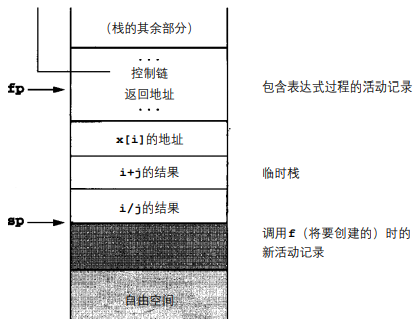 （栈的其余部分）
...
控制链
fp
返回地址
...
包含表达式过程的活动记录
x[i]的地址
i+j的结果
临时栈
i/j的结果
sp
调用f（将要创建的）时的
新活动记录
自由空间